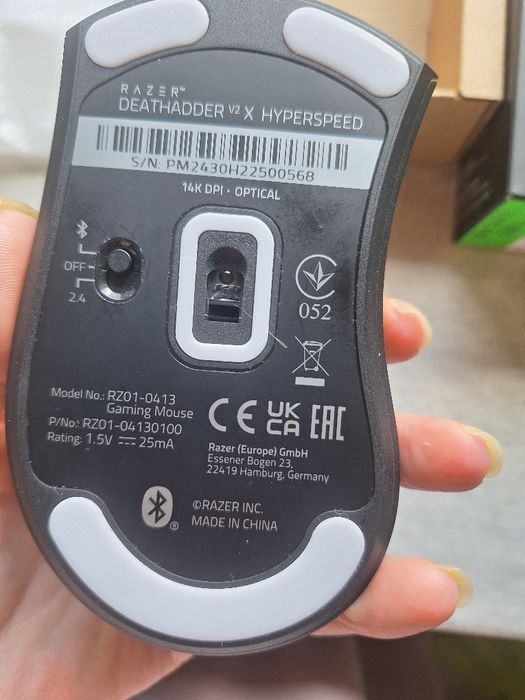 RAZER™
DEATHADDER V2 X HYPERSPEED
S/N: PM2430H22500568
14K DPI · OPTICAL
OFF
2.4
052
Model No.: RZ01-0413
Gaming Mouse
P/No.: RZ01-04130100
Rating: 1.5V ⎓ 25mA
CE UK CA EAC
Razer (Europe) GmbH
Essener Bogen 23,
22419 Hamburg, Germany
®
©RAZER INC.
MADE IN CHINA